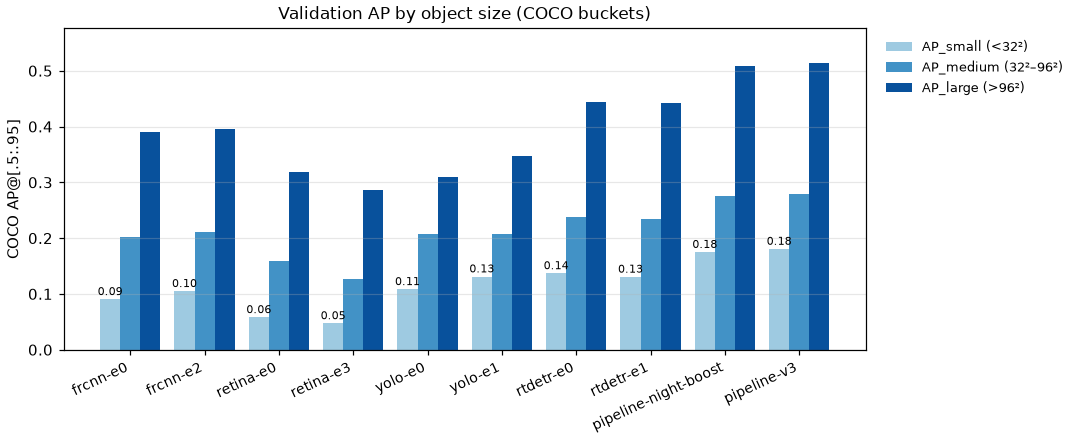 Validation AP by object size (COCO buckets)
COCO AP@[.5:.95]
0.5
0.4
0.3
0.2
0.1
0.0
0.09
0.10
0.06
0.05
0.11
0.13
0.14
0.13
0.18
0.18
frcnn-e0
frcnn-e2
retina-e0
retina-e3
yolo-e0
yolo-e1
rtdetr-e0
rtdetr-e1
pipeline-night-boost
pipeline-v3
AP_small (<32²)
AP_medium (32²–96²)
AP_large (>96²)